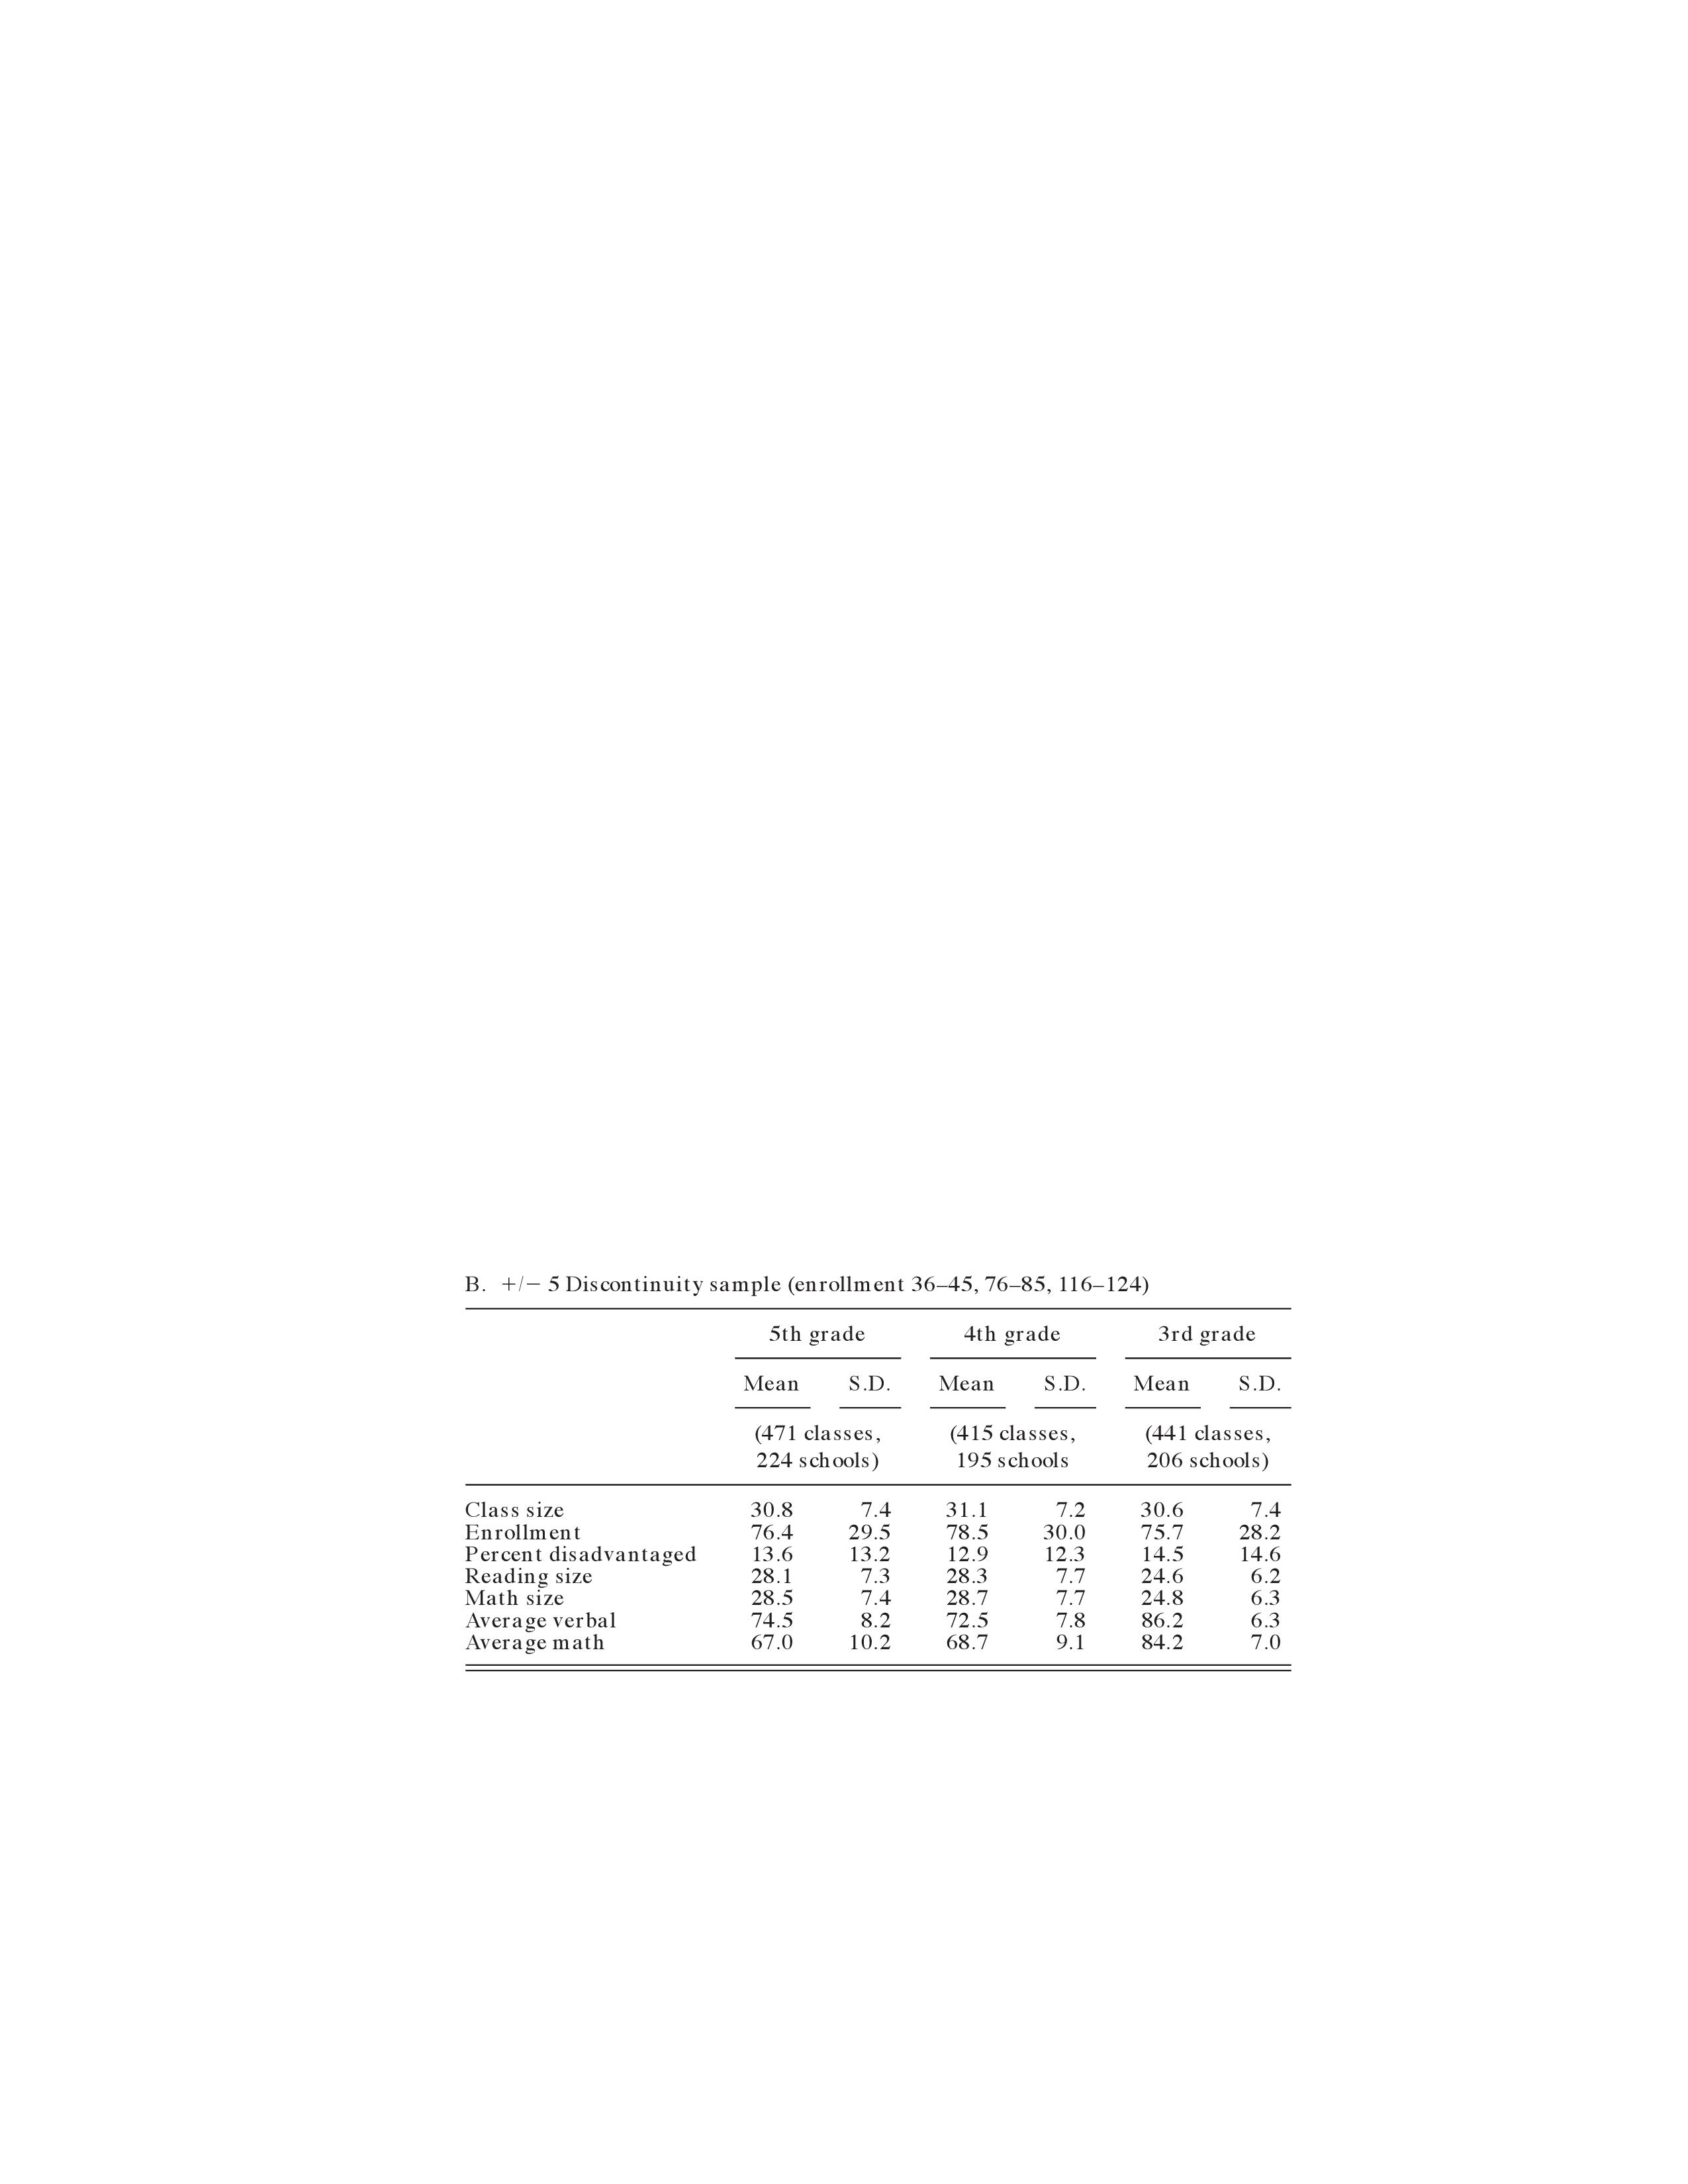 B. +/− 5 Discontinuity sample (enrollment 36–45, 76–85, 116–124)
5th grade 4th grade 3rd grade
Mean S.D. Mean S.D. Mean S.D.
(471 classes, (415 classes, (441 classes,
224 schools) 195 schools 206 schools)
Class size 30.8 7.4 31.1 7.2 30.6 7.4
Enrollment 76.4 29.5 78.5 30.0 75.7 28.2
Percent disadvantaged 13.6 13.2 12.9 12.3 14.5 14.6
Reading size 28.1 7.3 28.3 7.7 24.6 6.2
Math size 28.5 7.4 28.7 7.7 24.8 6.3
Average verbal 74.5 8.2 72.5 7.8 86.2 6.3
Average math 67.0 10.2 68.7 9.1 84.2 7.0